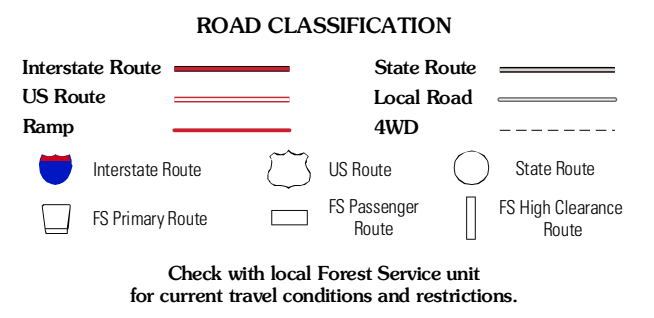 ROAD CLASSIFICATION
Interstate Route
State Route
US Route
Local Road
Ramp
4WD
Interstate Route
US Route
State Route
FS Primary Route
FS Passenger
Route
FS High Clearance
Route
Check with local Forest Service unit
for current travel conditions and restrictions.